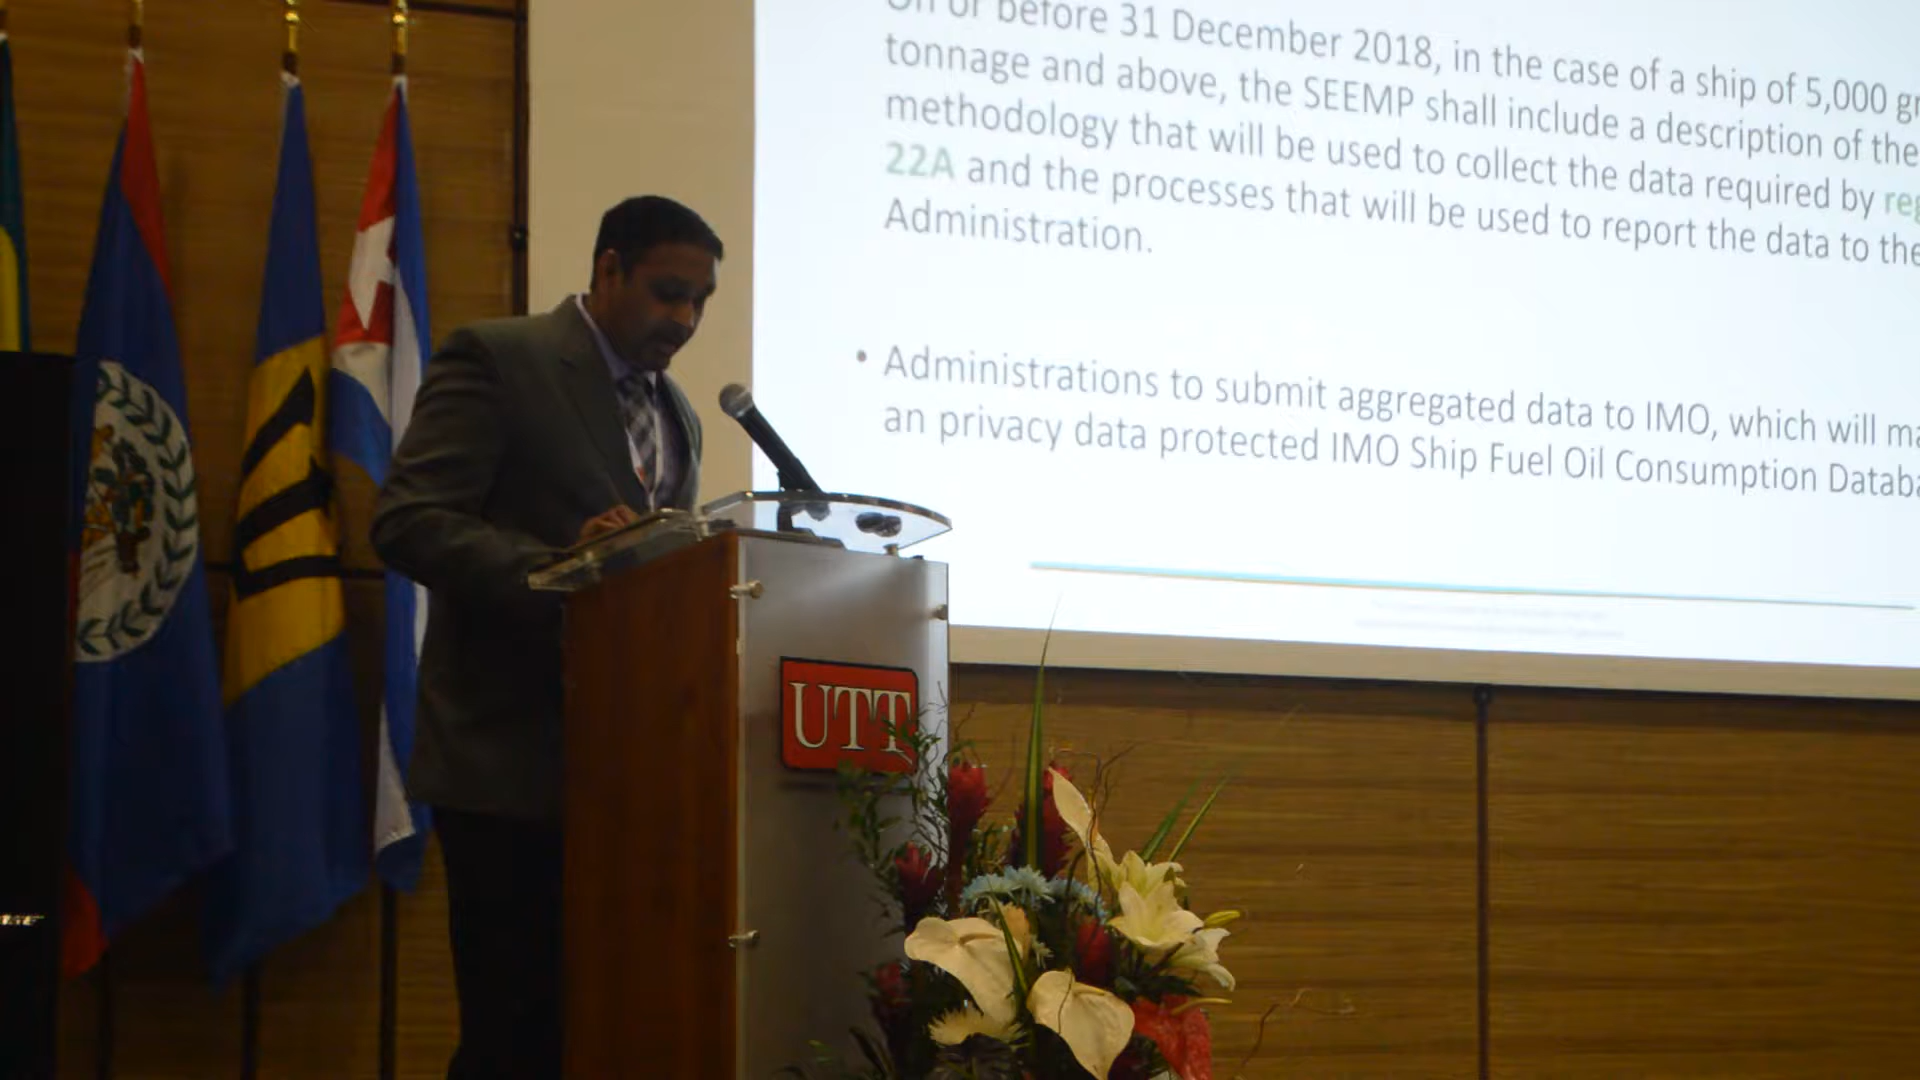 On or before 31 December 2018, in the case of a ship of 5,000
tonnage and above, the SEEMP shall include a description of the
methodology that will be used to collect the data required by
22A and the processes that will be used to report the data to the
Administration.
• Administrations to submit aggregated data to IMO, which will
an privacy data protected IMO Ship Fuel Oil Consumption
UTT